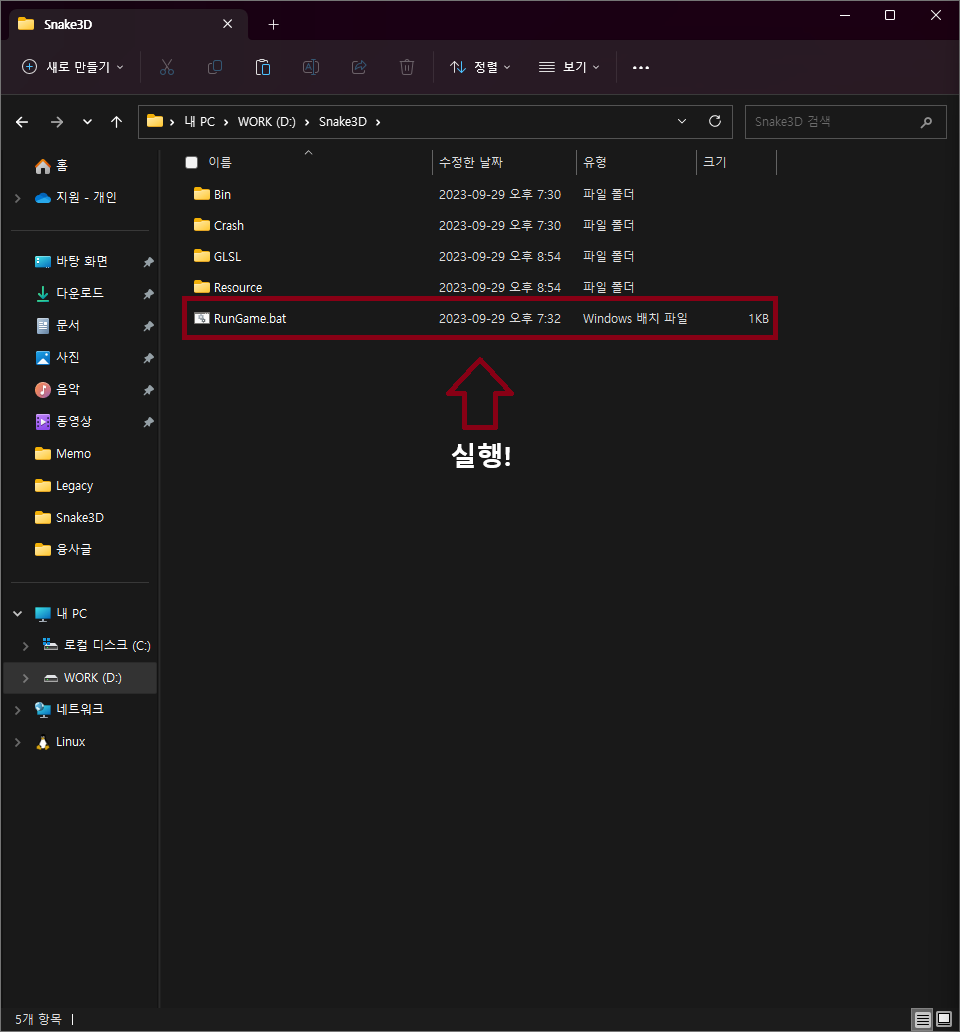 Snake3D
새로 만들기
정렬
보기
내 PC
WORK (D:)
Snake3D
Snake3D 검색
이름
수정한 날짜
유형
크기
Bin
2023-09-29 오후 7:30
파일 폴더
Crash
2023-09-29 오후 7:30
파일 폴더
GLSL
2023-09-29 오후 8:54
파일 폴더
Resource
2023-09-29 오후 8:54
파일 폴더
RunGame.bat
2023-09-29 오후 7:32
Windows 배치 파일
1KB
실행!
홈
지원 - 개인
바탕 화면
다운로드
문서
사진
음악
동영상
Memo
Legacy
Snake3D
융사글
내 PC
로컬 디스크 (C:)
WORK (D:)
네트워크
Linux
5개 항목